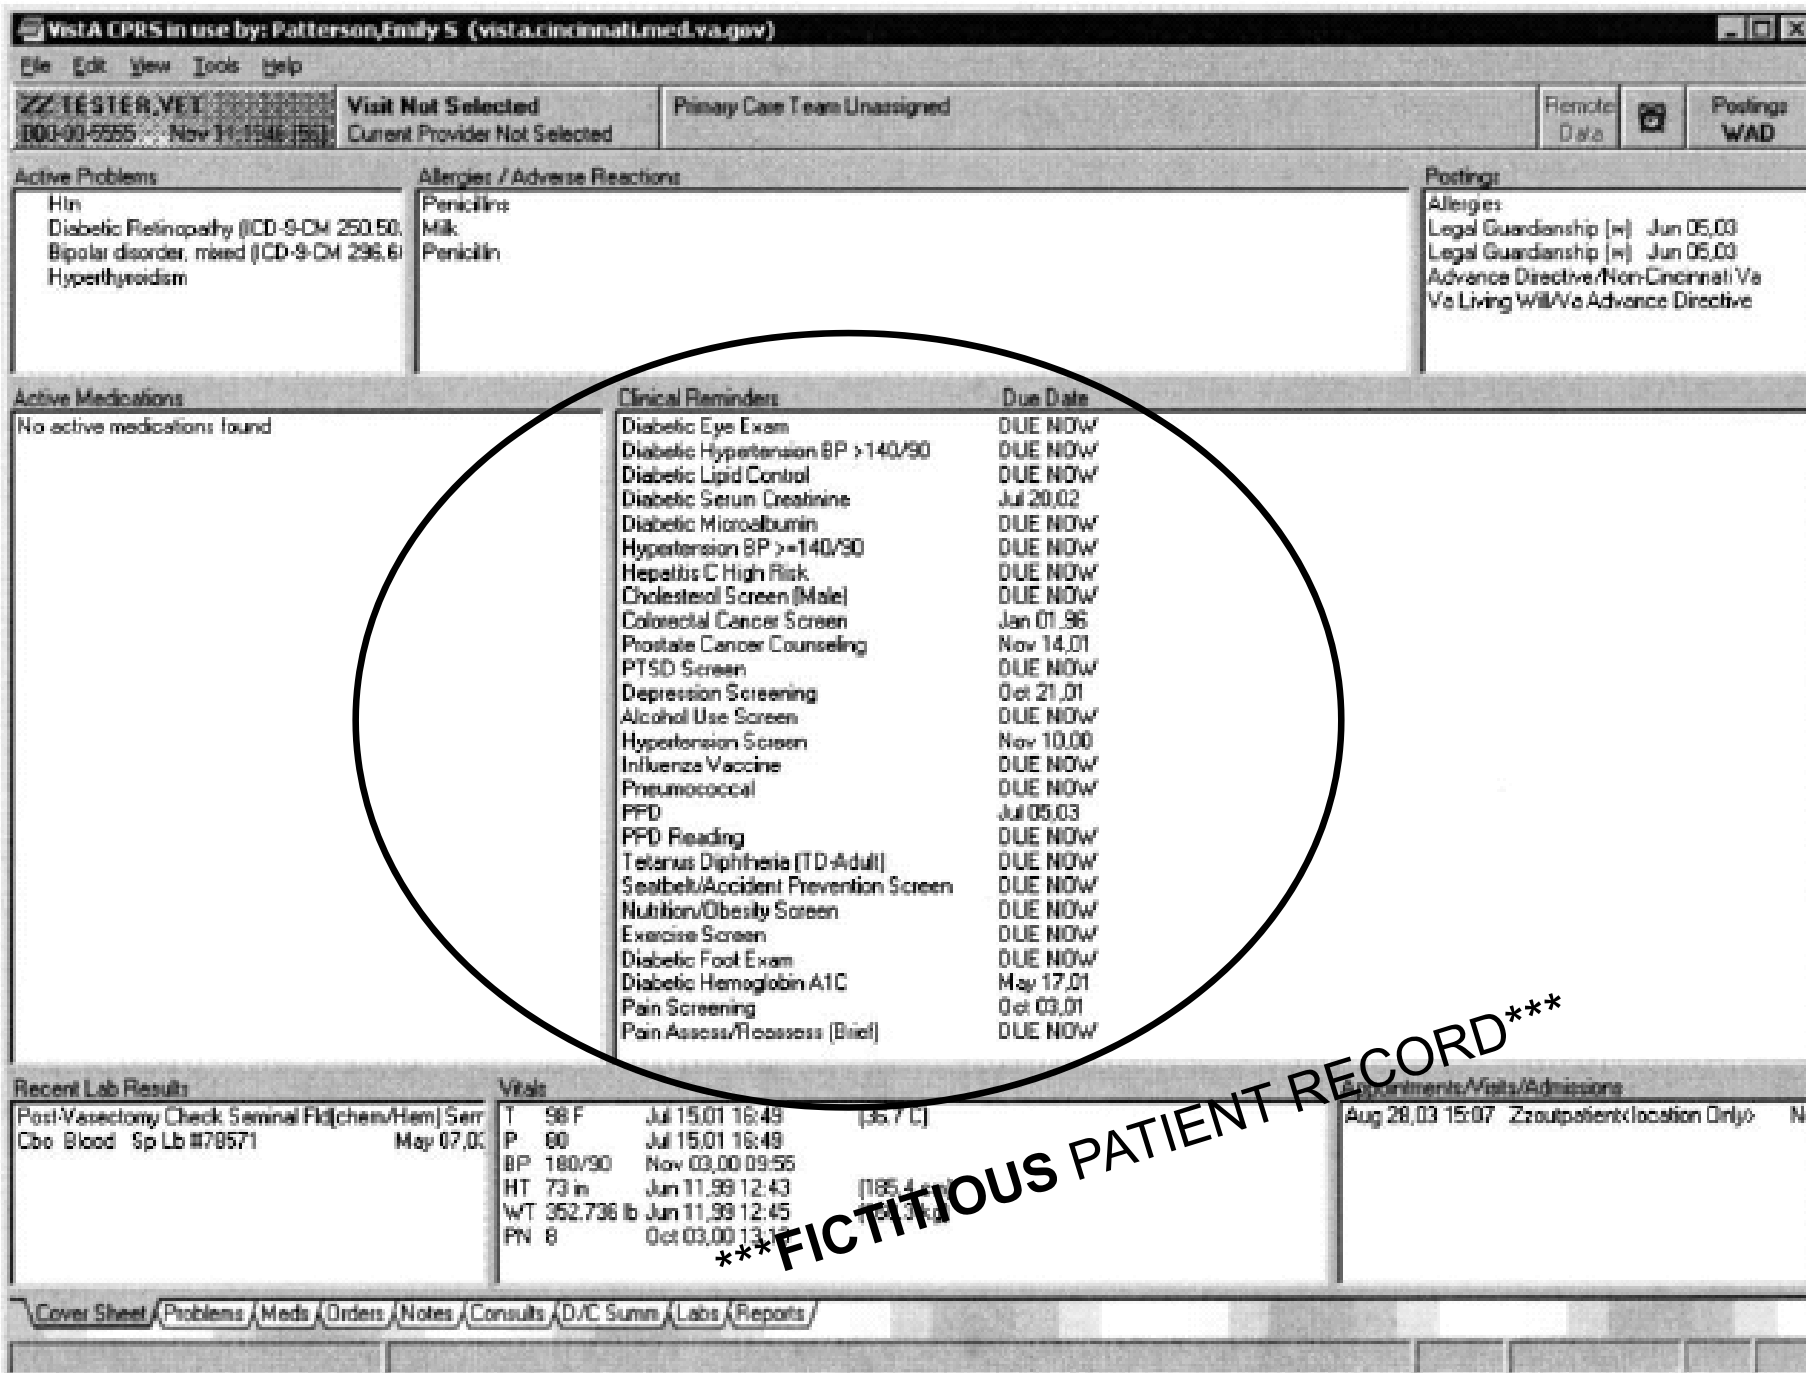 VistA CPRS in use by: Patterson,Emily S (vista.cincinnati.med.va.gov)
File Edit View Tools Help
ZZ TESTER,VET
000-00-5555 Nov 11,1946 (56)
Visit Not Selected
Current Provider Not Selected
Primary Care Team Unassigned
Remote
Data
Postings
WAD
Active Problems
Htn
Diabetic Retinopathy (ICD-9-CM 250.50,
Bipolar disorder, mixed (ICD-9-CM 296.6
Hyperthyroidism
Allergies / Adverse Reactions
Penicillins
Milk
Penicillin
Postings
Allergies
Legal Guardianship Jun 05,03
Legal Guardianship Jun 05,03
Advance Directive/Non-Cincinnati Va
Va Living Will/Va Advance Directive
Active Medications
No active medications found
Clinical Reminders Due Date
Diabetic Eye Exam DUE NOW
Diabetic Hypertension BP >140/90 DUE NOW
Diabetic Lipid Control DUE NOW
Diabetic Serum Creatinine Jul 20,02
Diabetic Microalbumin DUE NOW
Hypertension BP >=140/90 DUE NOW
Hepatitis C High Risk DUE NOW
Cholesterol Screen (Male) DUE NOW
Colorectal Cancer Screen Jan 01,96
Prostate Cancer Counseling Nov 14,01
PTSD Screen DUE NOW
Depression Screening Oct 21,01
Alcohol Use Screen DUE NOW
Hypertension Screen Nov 10,00
Influenza Vaccine DUE NOW
Pneumococcal DUE NOW
PPD Jul 05,03
PPD Reading DUE NOW
Tetanus Diphtheria (TD-Adult) DUE NOW
Seatbelt/Accident Prevention Screen DUE NOW
Nutrition/Obesity Screen DUE NOW
Exercise Screen DUE NOW
Diabetic Foot Exam DUE NOW
Diabetic Hemoglobin A1C May 17,01
Pain Screening Oct 03,01
Pain Assess/Reassess (Brief) DUE NOW
***FICTITIOUS PATIENT RECORD***
Recent Lab Results
Post-Vasectomy Check Seminal Fld(chem/Hem) Sem
Cbc Blood Sp Lb #78571 May 07,03
Vitals
T 98 F Jul 15,01 16:49 (36.7 C)
P 80 Jul 15,01 16:49
BP 180/90 Nov 03,00 09:55
HT 73 in Jun 11,99 12:43 (185.4 cm)
WT 352.736 lb Jun 11,99 12:45
PN 8 Oct 03,00
Appointments/Visits/Admissions
Aug 28,03 15:07 Zzoutpatient<location Only> N
Cover Sheet Problems Meds Orders Notes Consults D/C Summ Labs Reports